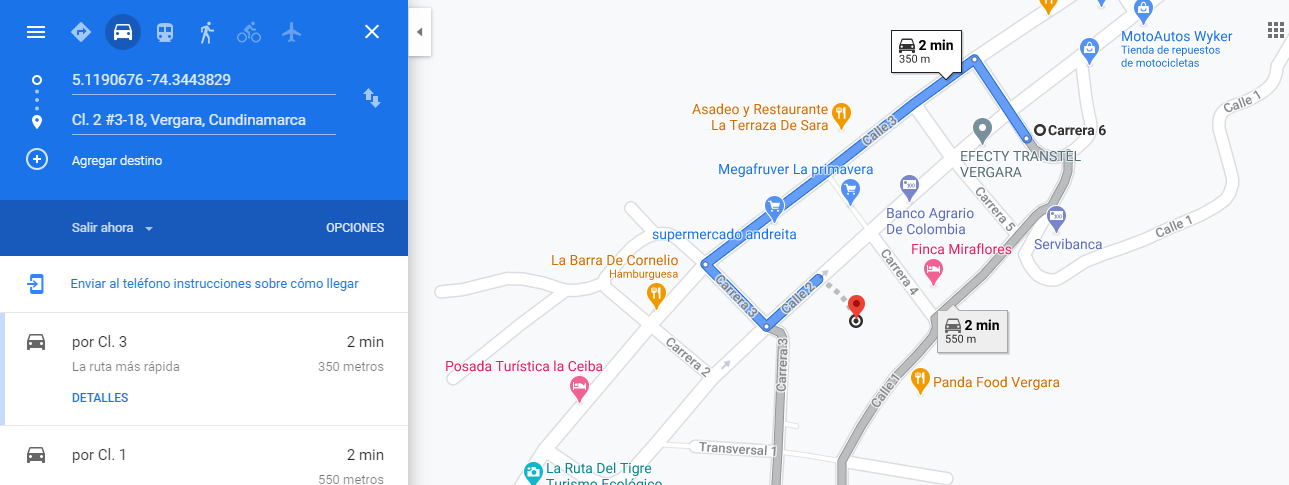 5.1190676 -74.3443829
Cl. 2 #3-18, Vergara, Cundinamarca
Agregar destino
Salir ahora
OPCIONES
Enviar al teléfono instrucciones sobre cómo llegar
por Cl. 3
2 min
La ruta más rápida
350 metros
DETALLES
por Cl. 1
2 min
550 metros
MotoAutos Wyker
Tienda de repuestos
de motocicletas
2 min
350 m
Calle 1
Asadeo y Restaurante
La Terraza De Sara
Calle 3
Carrera 6
EFECTY TRANSTEL
VERGARA
Megafruver La primavera
Banco Agrario
De Colombia
Carrera 5
Calle 1
supermercado andreita
Servibanca
Finca Miraflores
La Barra De Cornelio
Hamburguesa
Carrera 4
Carrera 3
Calle 2
2 min
550 m
Carrera 2
Carrera 3
Posada Turística la Ceiba
Calle 1
Panda Food Vergara
Transversal 1
La Ruta Del Tigre
Turismo Ecológico